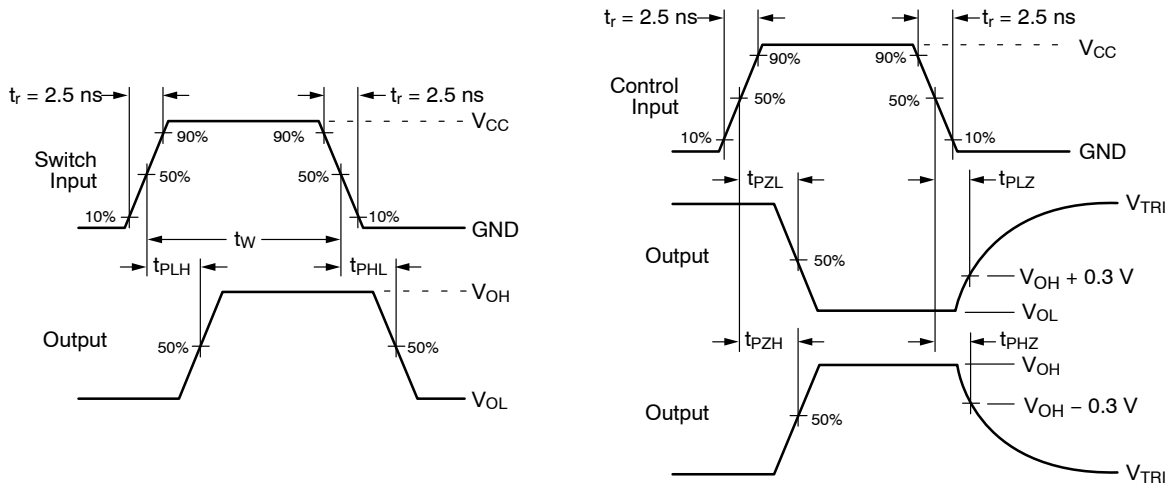 tr = 2.5 ns
tr = 2.5 ns
VCC
90%
90%
Switch
Input
50%
50%
10%
10%
GND
tW
tPLH
tPHL
VOH
Output
50%
50%
VOL
tr = 2.5 ns
tr = 2.5 ns
VCC
90%
90%
Control
Input
50%
50%
10%
10%
GND
tPZL
tPLZ
VTRI
Output
50%
VOH + 0.3 V
VOL
tPZH
tPHZ
VOH
VOH − 0.3 V
Output
50%
VTRI